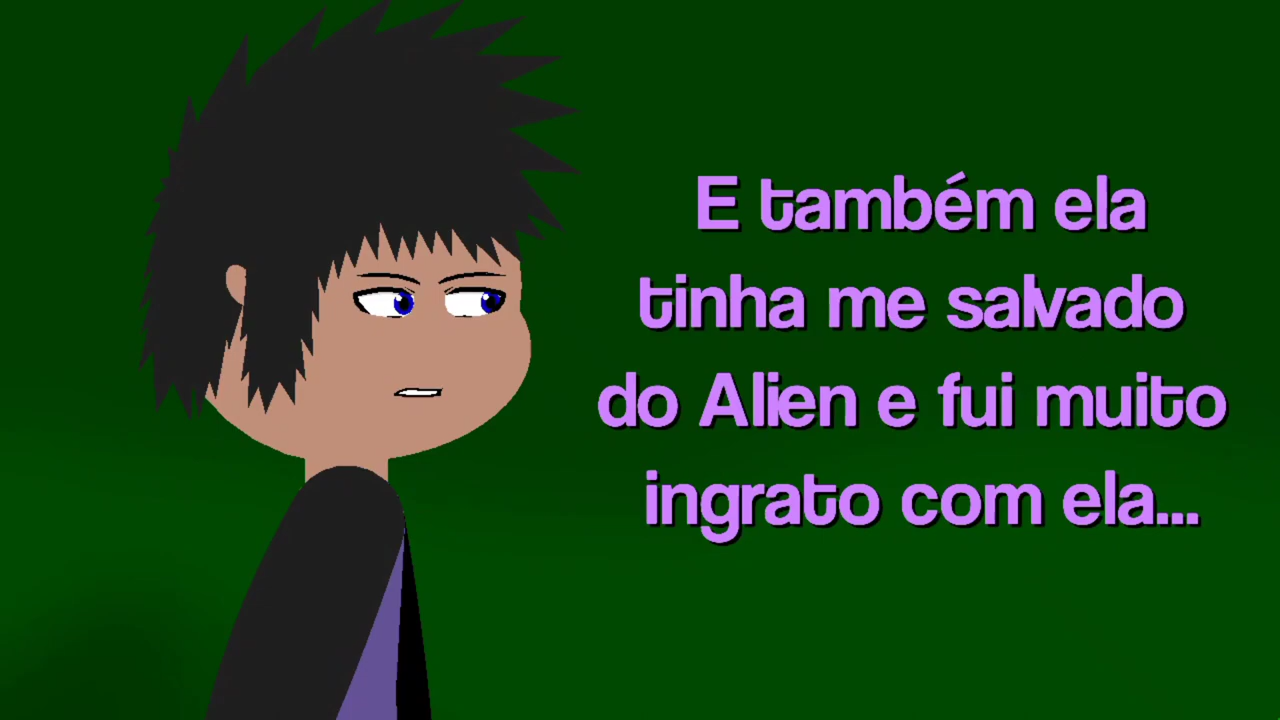 E também ela
tinha me salvado
do Alien e fui muito
ingrato com ela...